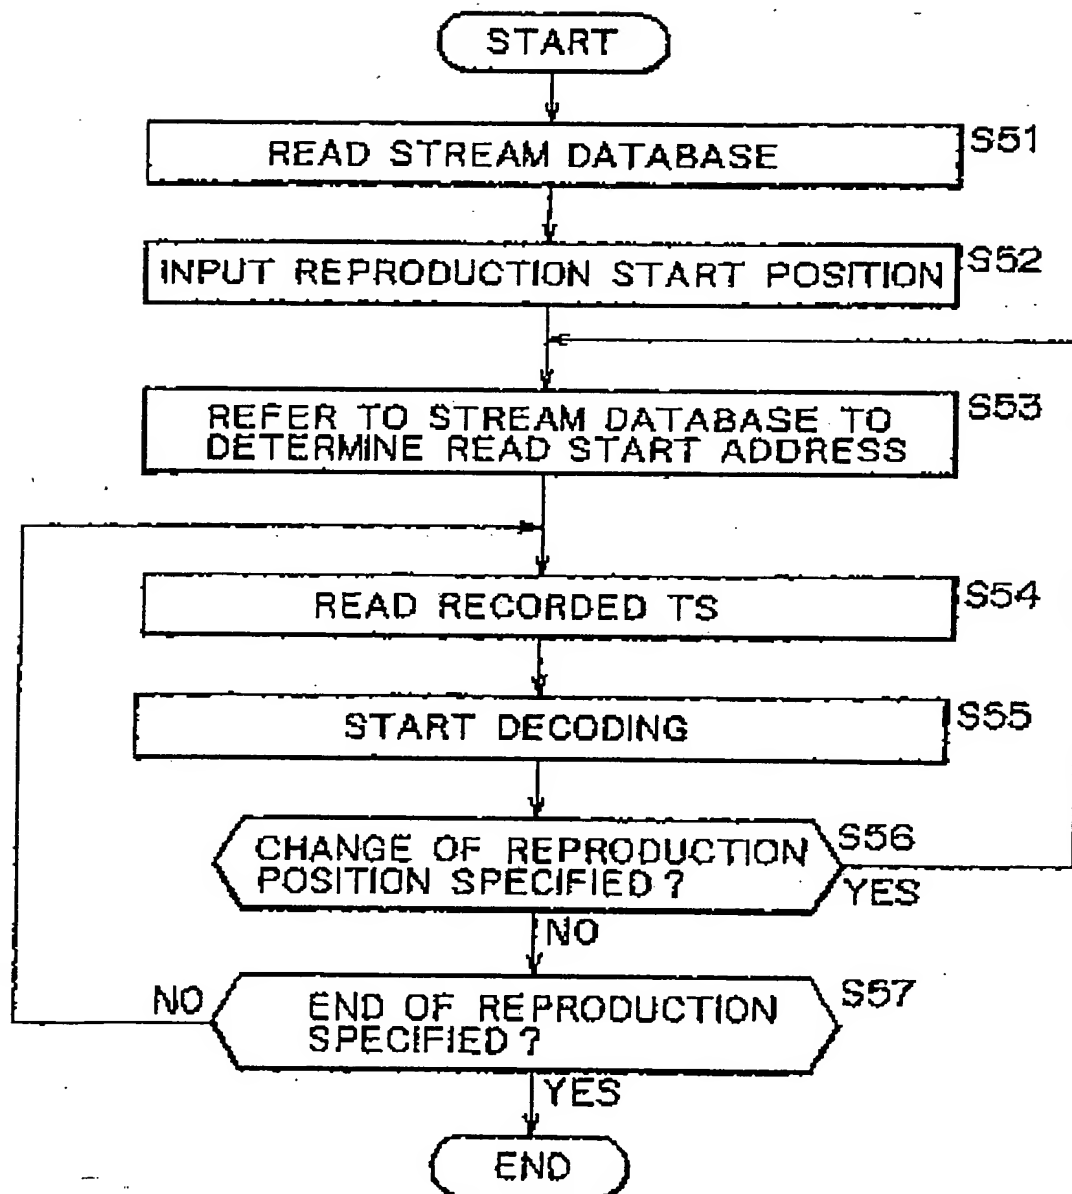 START
READ STREAM DATABASE
S51
INPUT REPRODUCTION START POSITION
S52
REFER TO STREAM DATABASE TO
DETERMINE READ START ADDRESS
S53
READ RECORDED TS
S54
START DECODING
S55
CHANGE OF REPRODUCTION
POSITION SPECIFIED?
S56
YES
NO
END OF REPRODUCTION
SPECIFIED?
S57
NO
YES
END